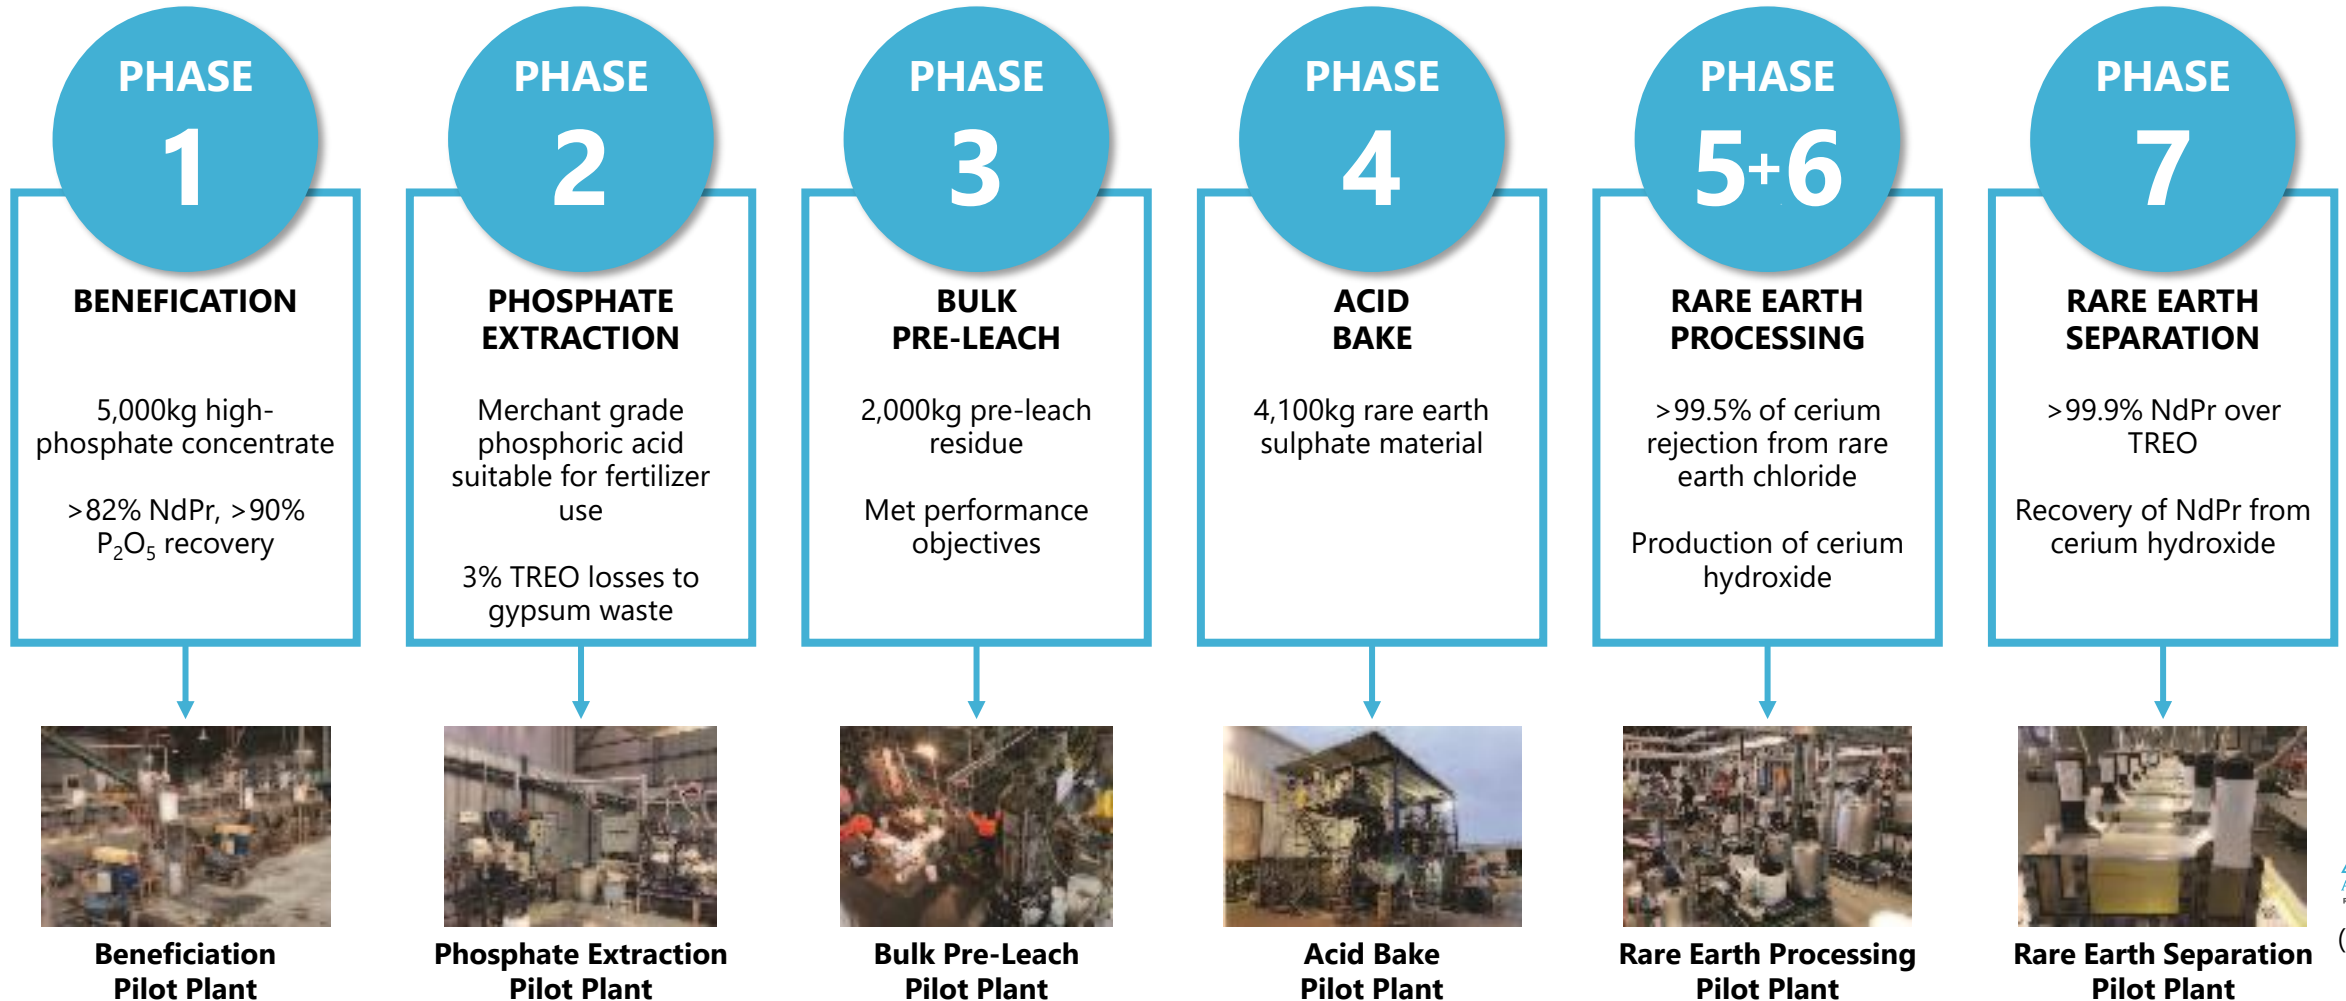 PHASE
1
BENEFICATION
5,000kg high-
phosphate concentrate
>82% NdPr, >90%
P₂O₅ recovery
Beneficiation
Pilot Plant
PHASE
2
PHOSPHATE
EXTRACTION
Merchant grade
phosphoric acid
suitable for fertilizer
use
3% TREO losses to
gypsum waste
Phosphate Extraction
Pilot Plant
PHASE
3
BULK
PRE-LEACH
2,000kg pre-leach
residue
Met performance
objectives
Bulk Pre-Leach
Pilot Plant
PHASE
4
ACID
BAKE
4,100kg rare earth
sulphate material
Acid Bake
Pilot Plant
PHASE
5+6
RARE EARTH
PROCESSING
>99.5% of cerium
rejection from rare
earth chloride
Production of cerium
hydroxide
Rare Earth Processing
Pilot Plant
PHASE
7
RARE EARTH
SEPARATION
>99.9% NdPr over
TREO
Recovery of NdPr from
cerium hydroxide
Rare Earth Separation
Pilot Plant